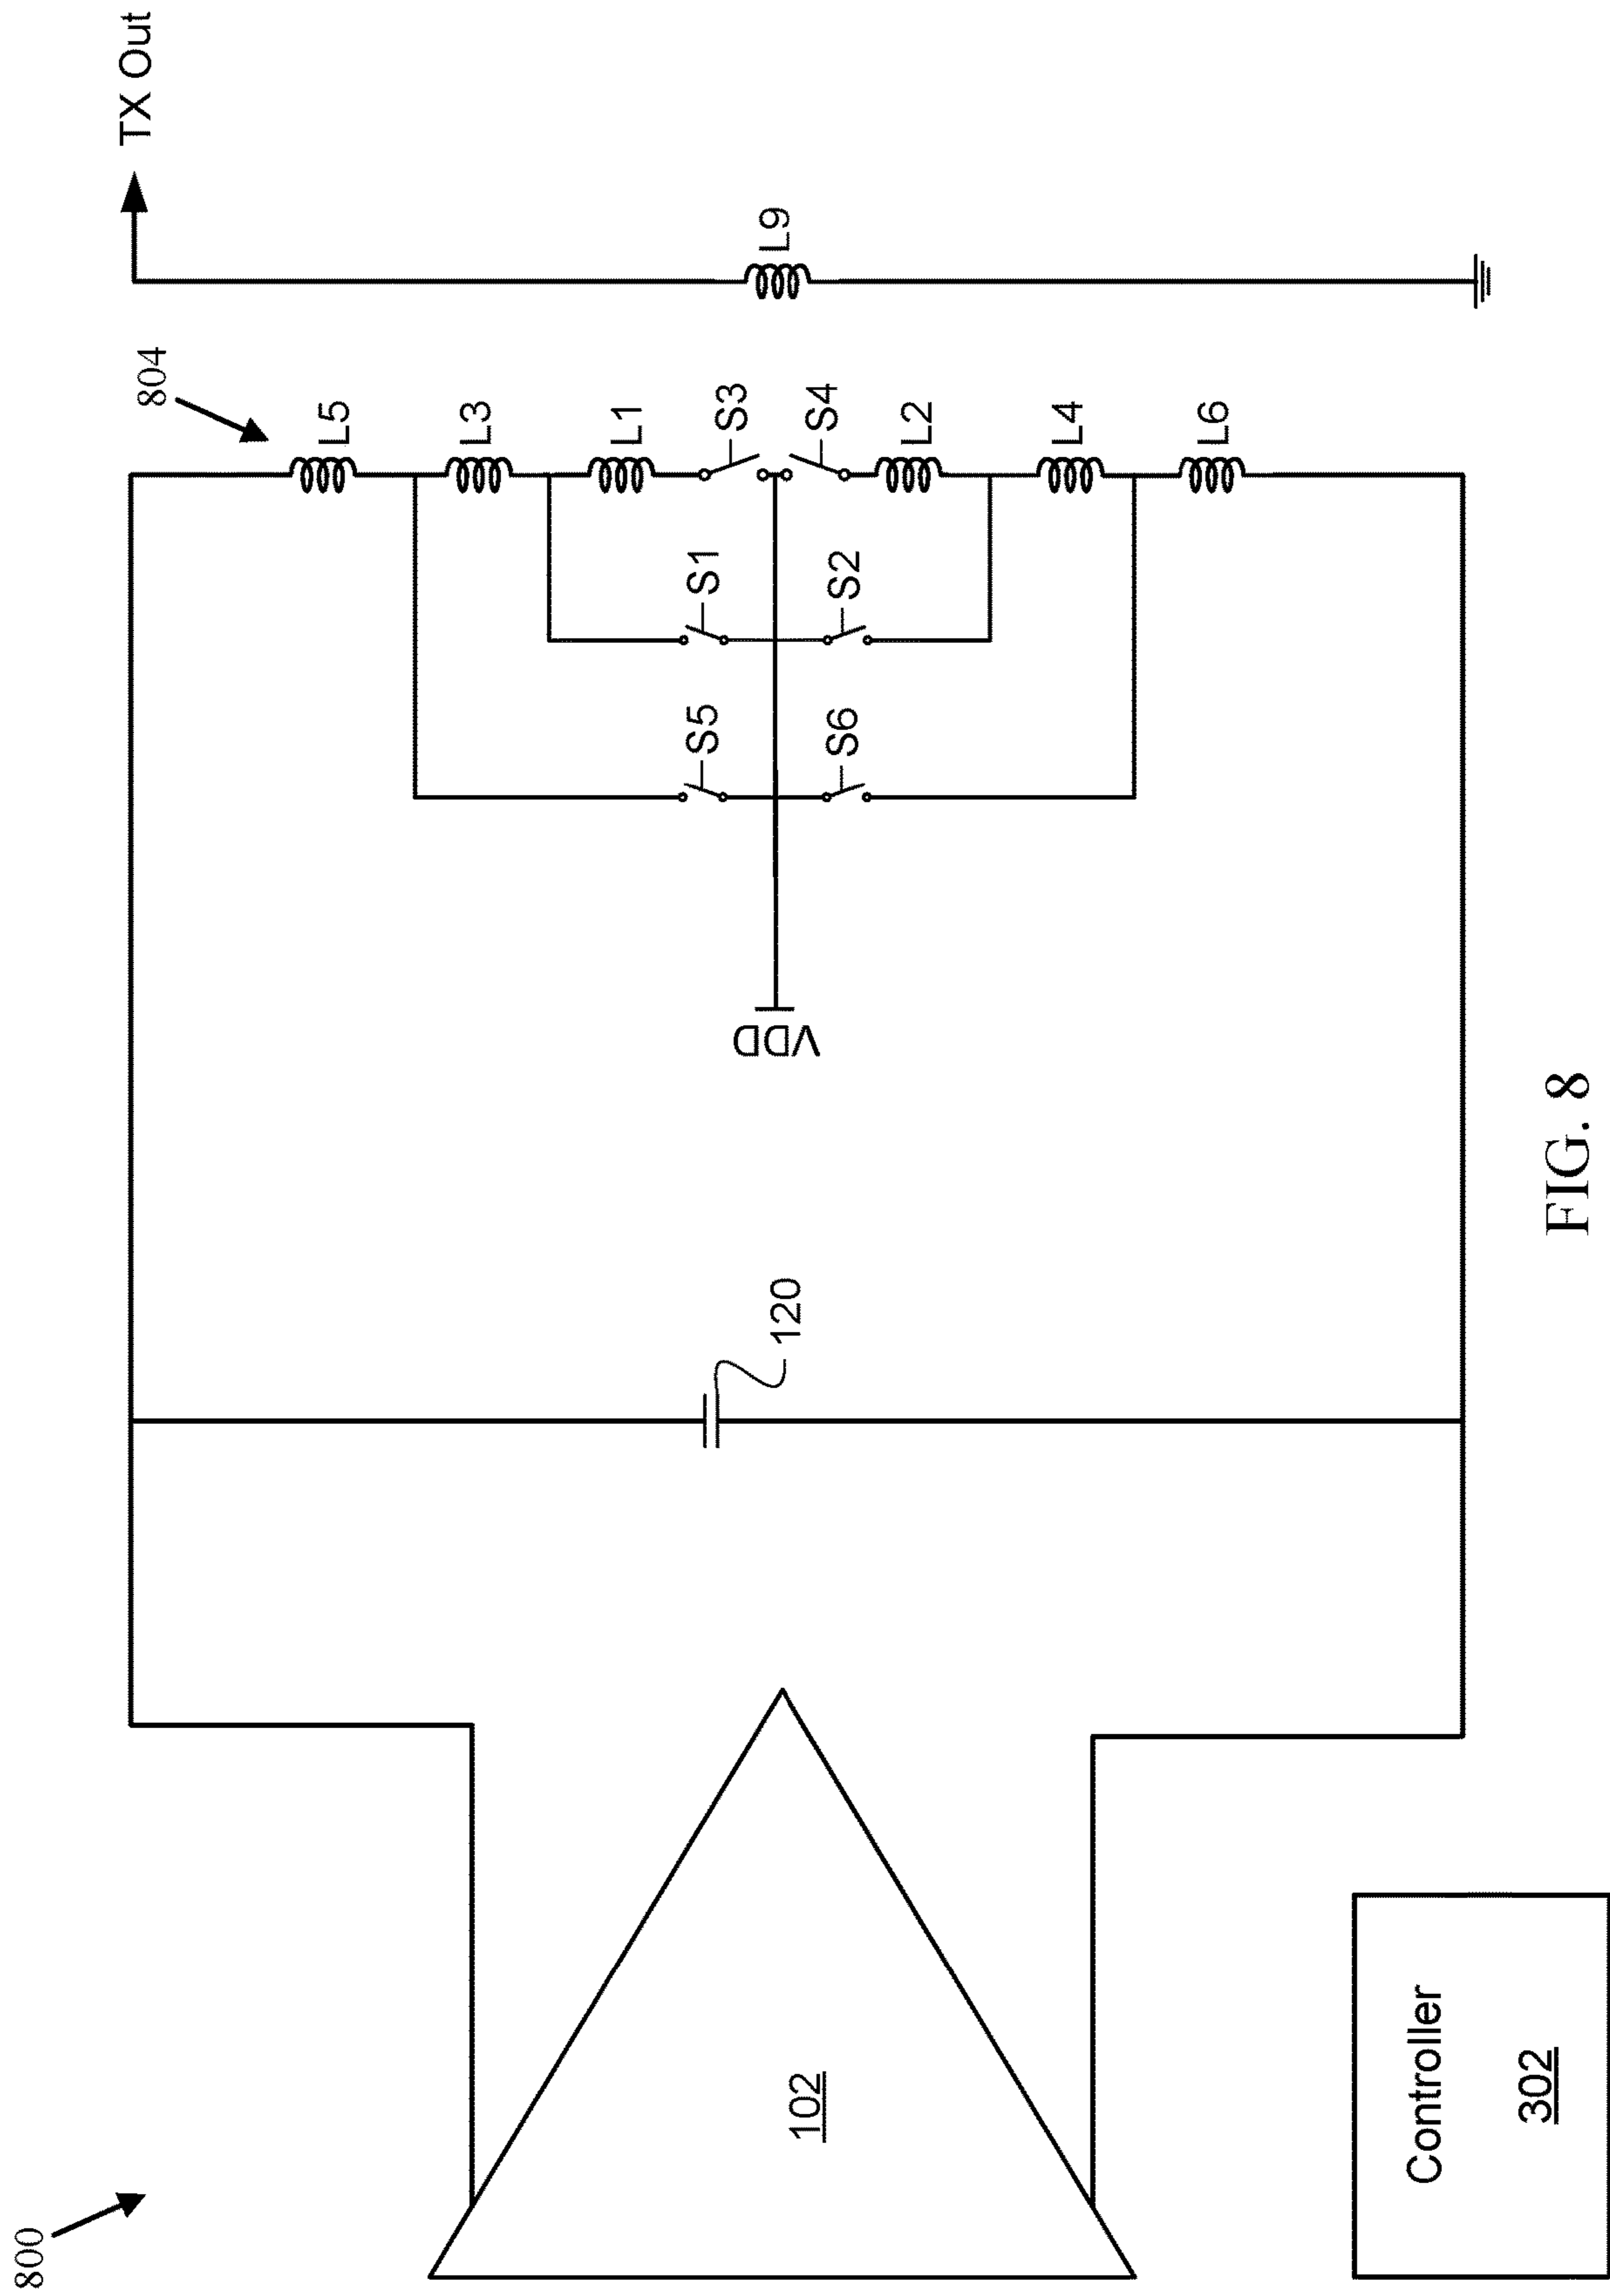 800
804
TX Out
L5
L3
L1
S3
S4
L2
L4
L6
L9
S1
S2
S5
S6
VDD
120
102
Controller
302
FIG. 8